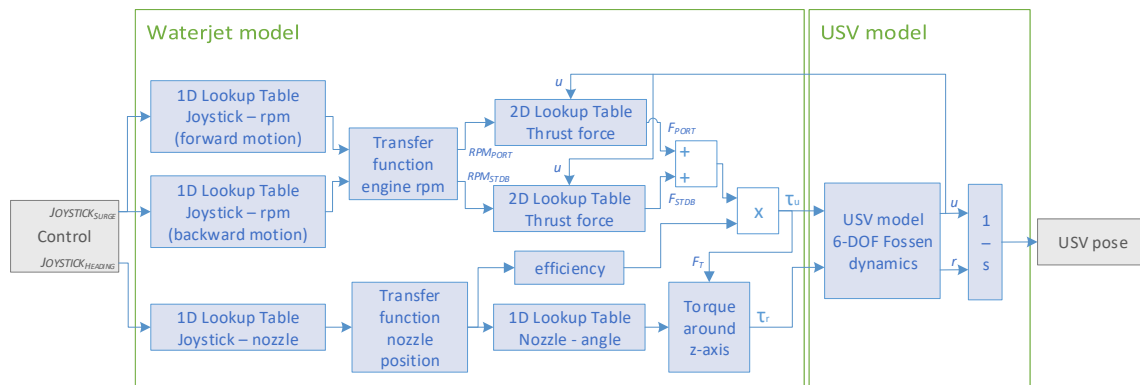 Waterjet model
USV model
1D Lookup Table
Joystick – rpm
(forward motion)
1D Lookup Table
Joystick – rpm
(backward motion)
Transfer
function
engine rpm
RPM_PORT
RPM_STDB
u
2D Lookup Table
Thrust force
u
2D Lookup Table
Thrust force
F_PORT
F_STDB
+
+
x
τ_u
JOYSTICK_SURGE
Control
JOYSTICK_HEADING
efficiency
F_T
1D Lookup Table
Joystick – nozzle
Transfer
function
nozzle
position
1D Lookup Table
Nozzle - angle
Torque
around
z-axis
τ_r
USV model
6-DOF Fossen
dynamics
u
r
1
–
s
USV pose